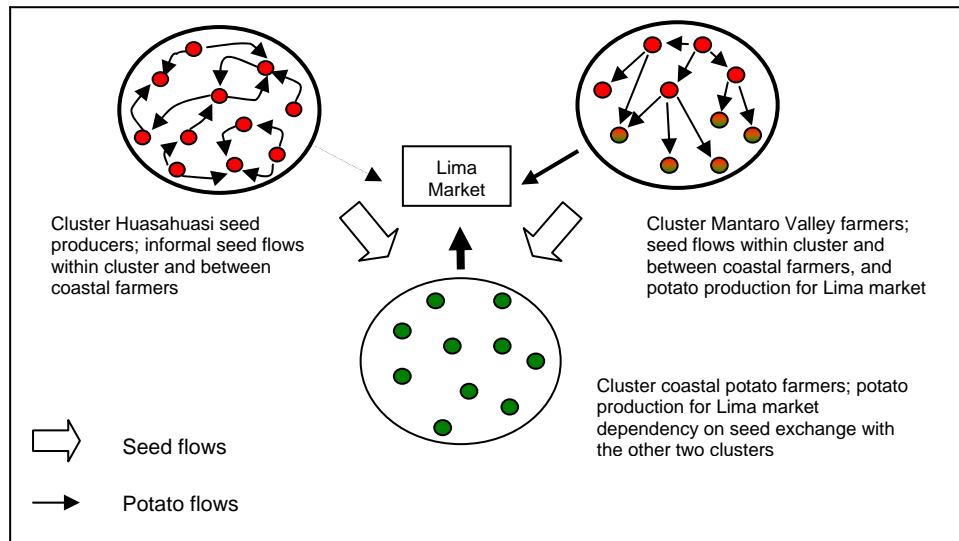 Lima
Market
Cluster Huasahuasi seed
producers; informal seed flows
within cluster and between
coastal farmers
Cluster Mantaro Valley farmers;
seed flows within cluster and
between coastal farmers, and
potato production for Lima market
Cluster coastal potato farmers; potato
production for Lima market
dependency on seed exchange with
the other two clusters
Seed flows
Potato flows